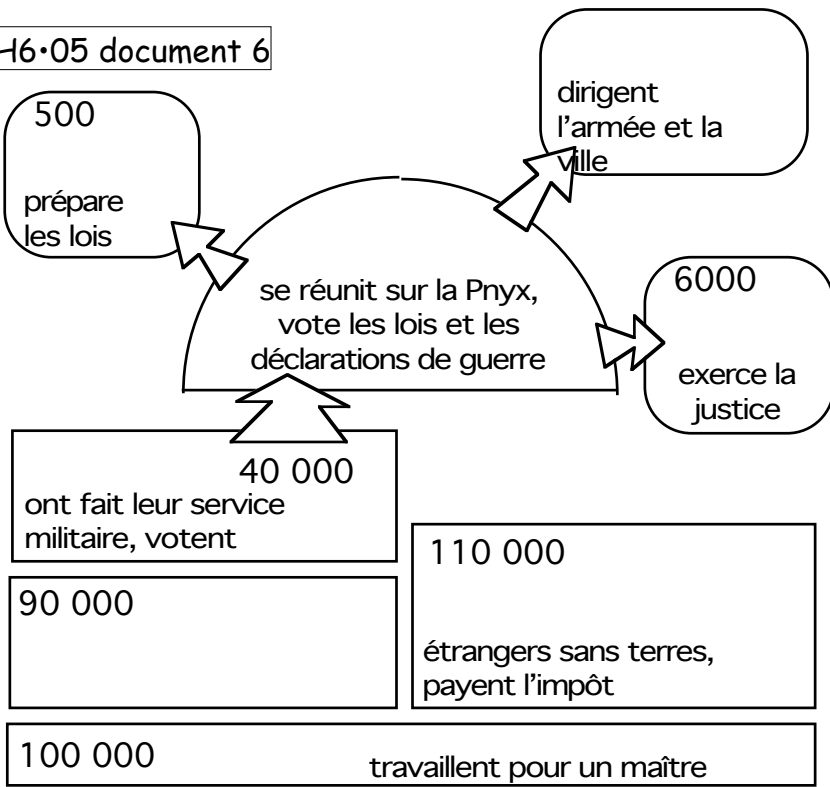 H6•05 document 6
500
prépare
les lois
dirigent
l'armée et la
ville
se réunit sur la Pnyx,
vote les lois et les
déclarations de guerre
6000
exerce la
justice
40 000
ont fait leur service
militaire, votent
110 000
étrangers sans terres,
payent l'impôt
90 000
100 000
travaillent pour un maître